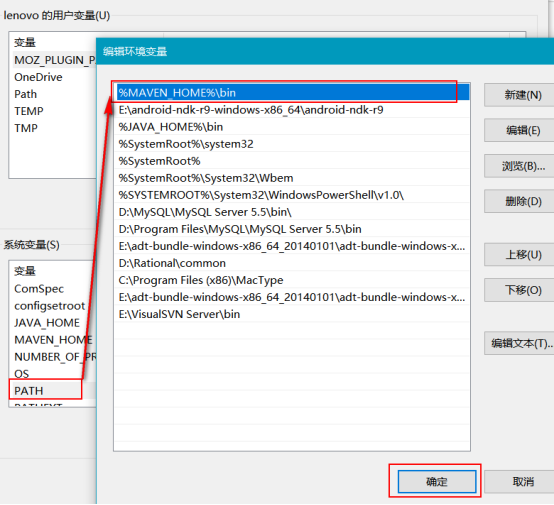 lenovo 的用户变量(U)
变量
MOZ_PLUGIN_P
OneDrive
Path
TEMP
TMP
系统变量(S)
变量
ComSpec
configsetroot
JAVA_HOME
MAVEN_HOME
NUMBER_OF_PR
OS
PATH
编辑环境变量
%MAVEN_HOME%\bin
E:\android-ndk-r9-windows-x86_64\android-ndk-r9
%JAVA_HOME%\bin
%SystemRoot%\system32
%SystemRoot%
%SystemRoot%\System32\Wbem
%SYSTEMROOT%\System32\WindowsPowerShell\v1.0\
D:\MySQL\MySQL Server 5.5\bin\
D:\Program Files\MySQL\MySQL Server 5.5\bin
E:\adt-bundle-windows-x86_64_20140101\adt-bundle-windows-x...
D:\Rational\common
C:\Program Files (x86)\MacType
E:\adt-bundle-windows-x86_64_20140101\adt-bundle-windows-x...
E:\VisualSVN Server\bin
新建(N)
编辑(E)
浏览(B)...
删除(D)
上移(U)
下移(O)
编辑文本(T)...
确定
取消